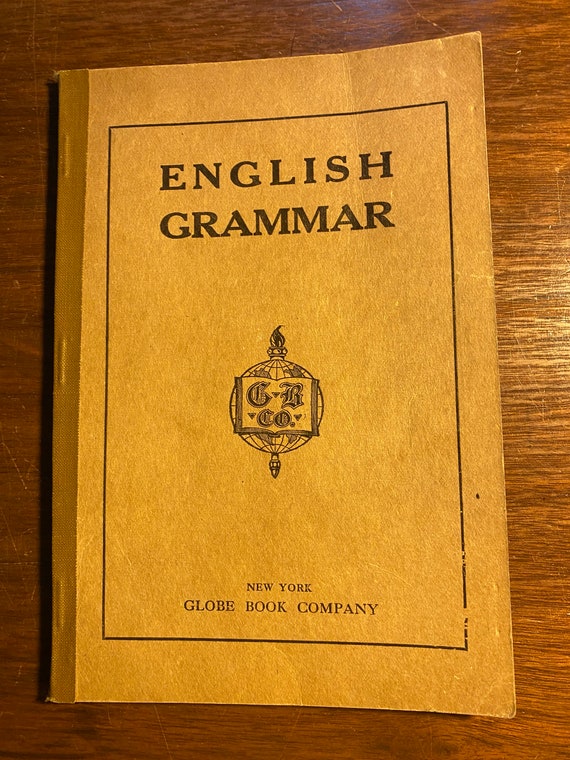 ENGLISH
GRAMMAR
G B
CO.
NEW YORK
GLOBE BOOK COMPANY